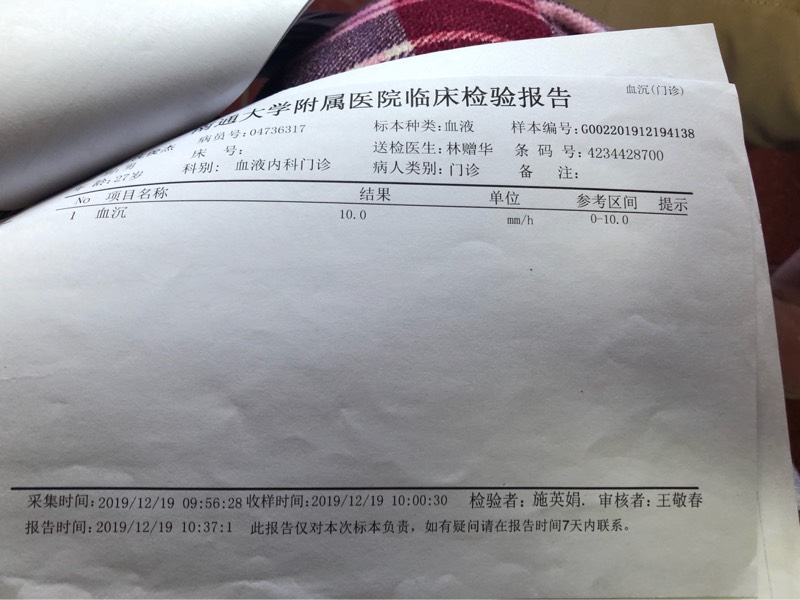 血沉(门诊)
通大学附属医院临床检验报告
病员号:04736317 标本种类:血液 样本编号:G002201912194138
床 号: 送检医生:林赠华 条 码 号:4234428700
男 科别: 血液内科门诊 病人类别:门诊 备 注:
龄:27岁
No 项目名称 结果 单位 参考区间 提示
1 血沉 10.0 mm/h 0-10.0
采集时间:2019/12/19 09:56:28 收样时间:2019/12/19 10:00:30 检验者:施英娟. 审核者:王敬春
报告时间:2019/12/19 10:37:1 此报告仅对本次标本负责，如有疑问请在报告时间7天内联系。